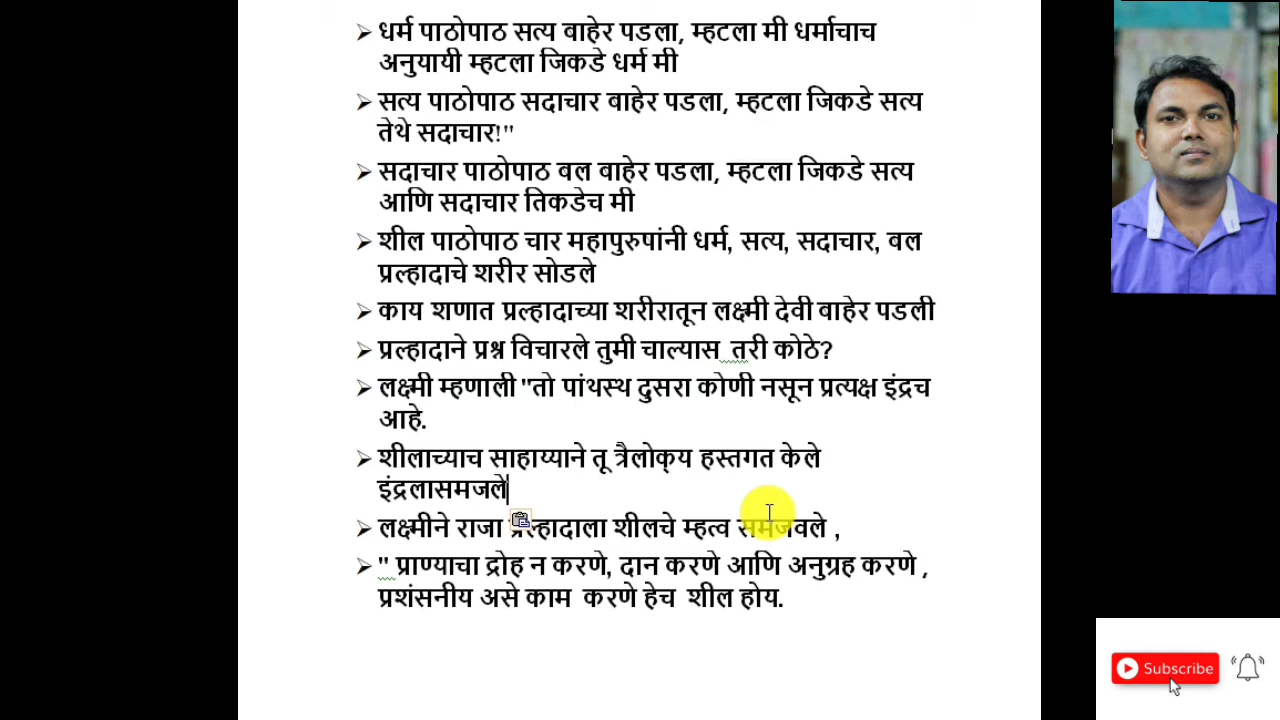 ➢ धर्म पाठोपाठ सत्य बाहेर पडला, म्हटला मी धर्माचाच
अनुयायी म्हटला जिकडे धर्म मी
➢ सत्य पाठोपाठ सदाचार बाहेर पडला, म्हटला जिकडे सत्य
तेथे सदाचार!"
➢ सदाचार पाठोपाठ बल बाहेर पडला, म्हटला जिकडे सत्य
आणि सदाचार तिकडेच मी
➢ शील पाठोपाठ चार महापुरुषांनी धर्म, सत्य, सदाचार, बल
प्रल्हादाचे शरीर सोडले
➢ काय शणात प्रल्हादाच्या शरीरातून लक्ष्मी देवी बाहेर पडली
➢ प्रल्हादाने प्रश्न विचारले तुमी चाल्यास तरी कोठे?
➢ लक्ष्मी म्हणाली "तो पांथस्थ दुसरा कोणी नसून प्रत्यक्ष इंद्रच
आहे.
➢ शीलाच्याच साहाय्याने तू त्रैलोक्य हस्तगत केले
इंद्रलासमजले
➢ लक्ष्मीने राजा प्रल्हादाला शीलचे म्हत्व समजवले ,
➢ " प्राण्याचा द्रोह न करणे, दान करणे आणि अनुग्रह करणे ,
प्रशंसनीय असे काम करणे हेच शील होय.
Subscribe